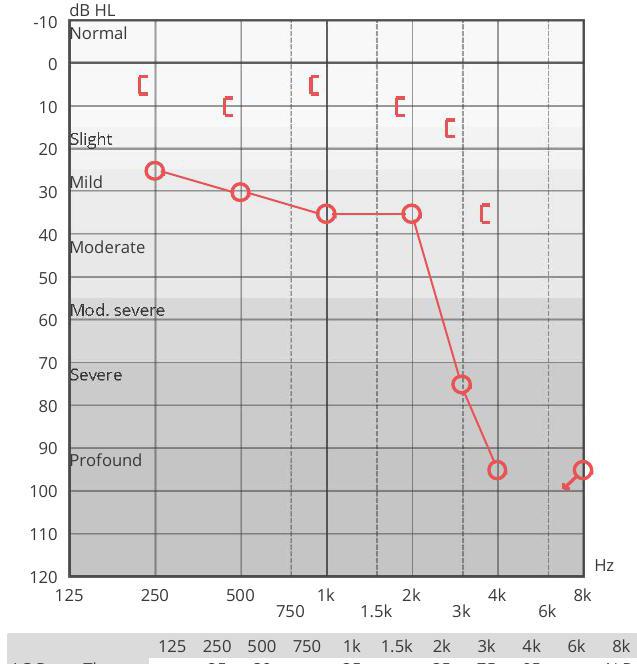 dB HL
-10
Normal
0
10
Slight
20
Mild
30
40
Moderate
50
Mod. severe
60
70
Severe
80
90
Profound
100
110
120
Hz
125 250 500 1k 2k 4k 8k
750 1.5k 3k 6k
125 250 500 750 1k 1.5k 2k 3k 4k 6k 8k